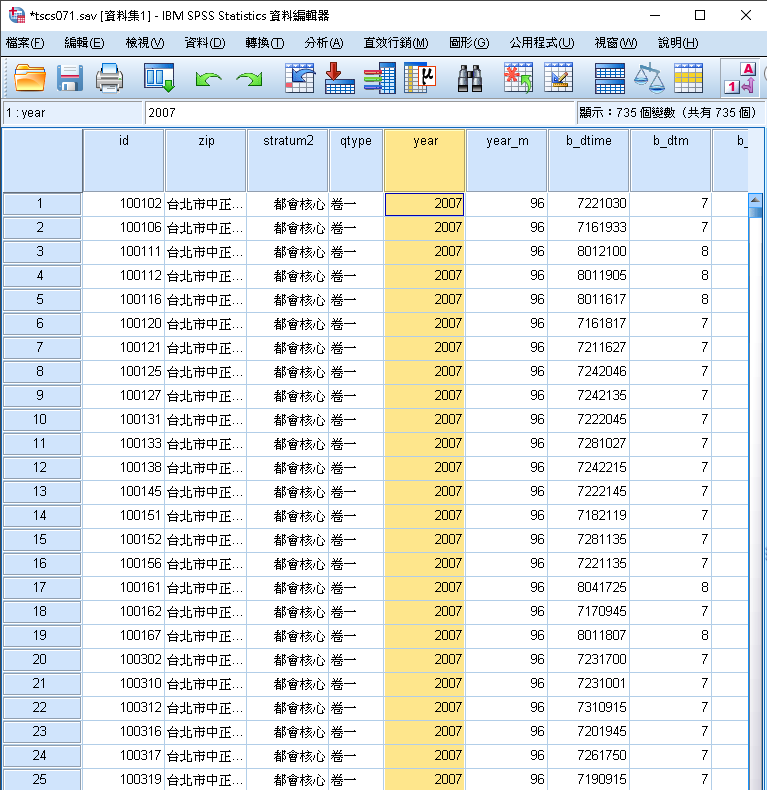 *tscs071.sav [資料集1] - IBM SPSS Statistics 資料編輯器
檔案(F) 編輯(E) 檢視(V) 資料(D) 轉換(T) 分析(A) 直效行銷(M) 圖形(G) 公用程式(U) 視窗(W) 說明(H)
μ A 1
1 : year 2007 顯示：735 個變數（共有 735 個）
id zip stratum2 qtype year year_m b_dtime b_dtm b_
1 100102 台北市中正... 都會核心 卷一 2007 96 7221030 7
2 100106 台北市中正... 都會核心 卷一 2007 96 7161933 7
3 100111 台北市中正... 都會核心 卷一 2007 96 8012100 8
4 100112 台北市中正... 都會核心 卷一 2007 96 8011905 8
5 100116 台北市中正... 都會核心 卷一 2007 96 8011617 8
6 100120 台北市中正... 都會核心 卷一 2007 96 7161817 7
7 100121 台北市中正... 都會核心 卷一 2007 96 7211627 7
8 100125 台北市中正... 都會核心 卷一 2007 96 7242046 7
9 100127 台北市中正... 都會核心 卷一 2007 96 7242135 7
10 100131 台北市中正... 都會核心 卷一 2007 96 7222045 7
11 100133 台北市中正... 都會核心 卷一 2007 96 7281027 7
12 100138 台北市中正... 都會核心 卷一 2007 96 7242215 7
13 100145 台北市中正... 都會核心 卷一 2007 96 7222145 7
14 100151 台北市中正... 都會核心 卷一 2007 96 7182119 7
15 100152 台北市中正... 都會核心 卷一 2007 96 7281135 7
16 100156 台北市中正... 都會核心 卷一 2007 96 7221135 7
17 100161 台北市中正... 都會核心 卷一 2007 96 8041725 8
18 100162 台北市中正... 都會核心 卷一 2007 96 7170945 7
19 100167 台北市中正... 都會核心 卷一 2007 96 8011807 8
20 100302 台北市中正... 都會核心 卷一 2007 96 7231700 7
21 100310 台北市中正... 都會核心 卷一 2007 96 7231001 7
22 100312 台北市中正... 都會核心 卷一 2007 96 7310915 7
23 100316 台北市中正... 都會核心 卷一 2007 96 7201945 7
24 100317 台北市中正... 都會核心 卷一 2007 96 7261750 7
25 100319 台北市中正... 都會核心 卷一 2007 96 7190915 7